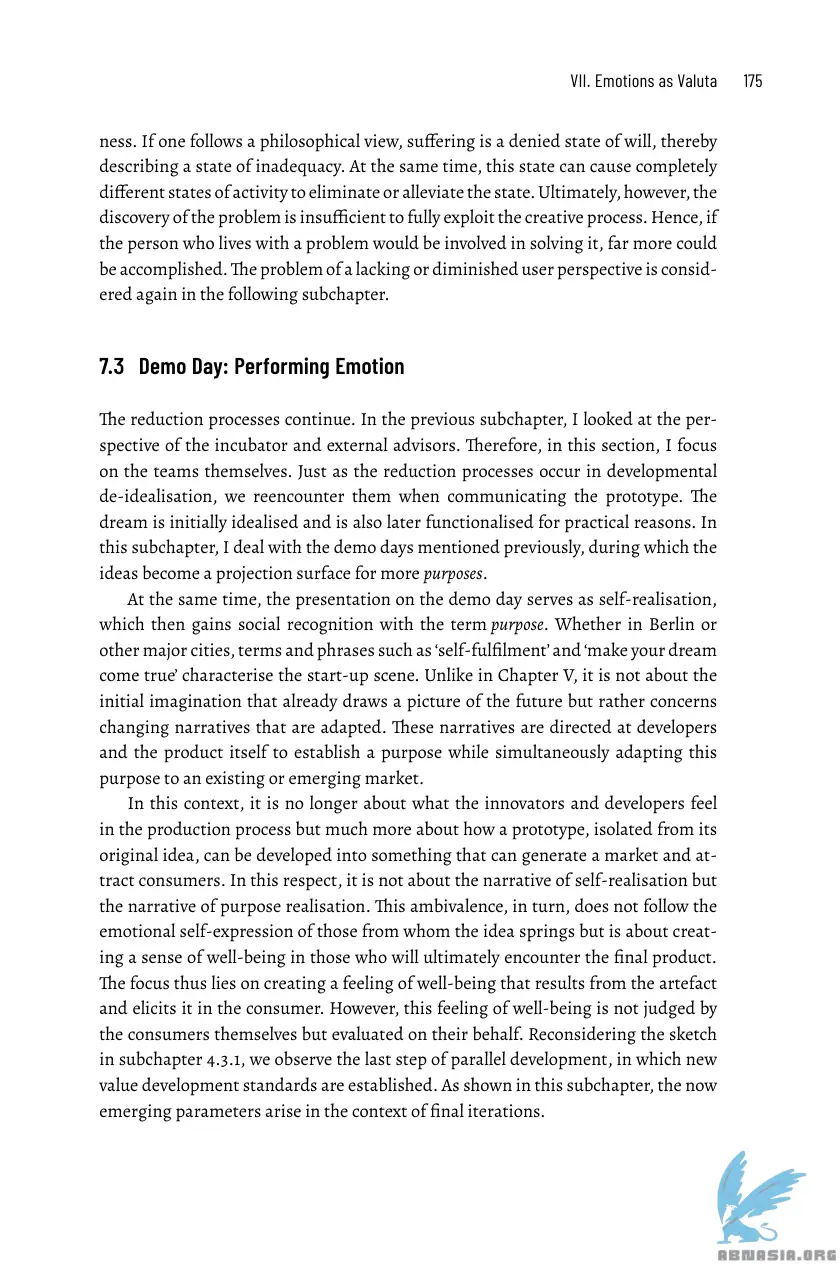 VII. Emotions as Valuta 175
ness. If one follows a philosophical view, suffering is a denied state of will, thereby
describing a state of inadequacy. At the same time, this state can cause completely
different states of activity to eliminate or alleviate the state. Ultimately, however, the
discovery of the problem is insufficient to fully exploit the creative process. Hence, if
the person who lives with a problem would be involved in solving it, far more could
be accomplished. The problem of a lacking or diminished user perspective is consid-
ered again in the following subchapter.
7.3 Demo Day: Performing Emotion
The reduction processes continue. In the previous subchapter, I looked at the per-
spective of the incubator and external advisors. Therefore, in this section, I focus
on the teams themselves. Just as the reduction processes occur in developmental
de-idealisation, we reencounter them when communicating the prototype. The
dream is initially idealised and is also later functionalised for practical reasons. In
this subchapter, I deal with the demo days mentioned previously, during which the
ideas become a projection surface for more purposes.
At the same time, the presentation on the demo day serves as self-realisation,
which then gains social recognition with the term purpose. Whether in Berlin or
other major cities, terms and phrases such as ‘self-fulfilment’ and ‘make your dream
come true’ characterise the start-up scene. Unlike in Chapter V, it is not about the
initial imagination that already draws a picture of the future but rather concerns
changing narratives that are adapted. These narratives are directed at developers
and the product itself to establish a purpose while simultaneously adapting this
purpose to an existing or emerging market.
In this context, it is no longer about what the innovators and developers feel
in the production process but much more about how a prototype, isolated from its
original idea, can be developed into something that can generate a market and at-
tract consumers. In this respect, it is not about the narrative of self-realisation but
the narrative of purpose realisation. This ambivalence, in turn, does not follow the
emotional self-expression of those from whom the idea springs but is about creat-
ing a sense of well-being in those who will ultimately encounter the final product.
The focus thus lies on creating a feeling of well-being that results from the artefact
and elicits it in the consumer. However, this feeling of well-being is not judged by
the consumers themselves but evaluated on their behalf. Reconsidering the sketch
in subchapter 4.3.1, we observe the last step of parallel development, in which new
value development standards are established. As shown in this subchapter, the now
emerging parameters arise in the context of final iterations.
ABNASIA.ORG